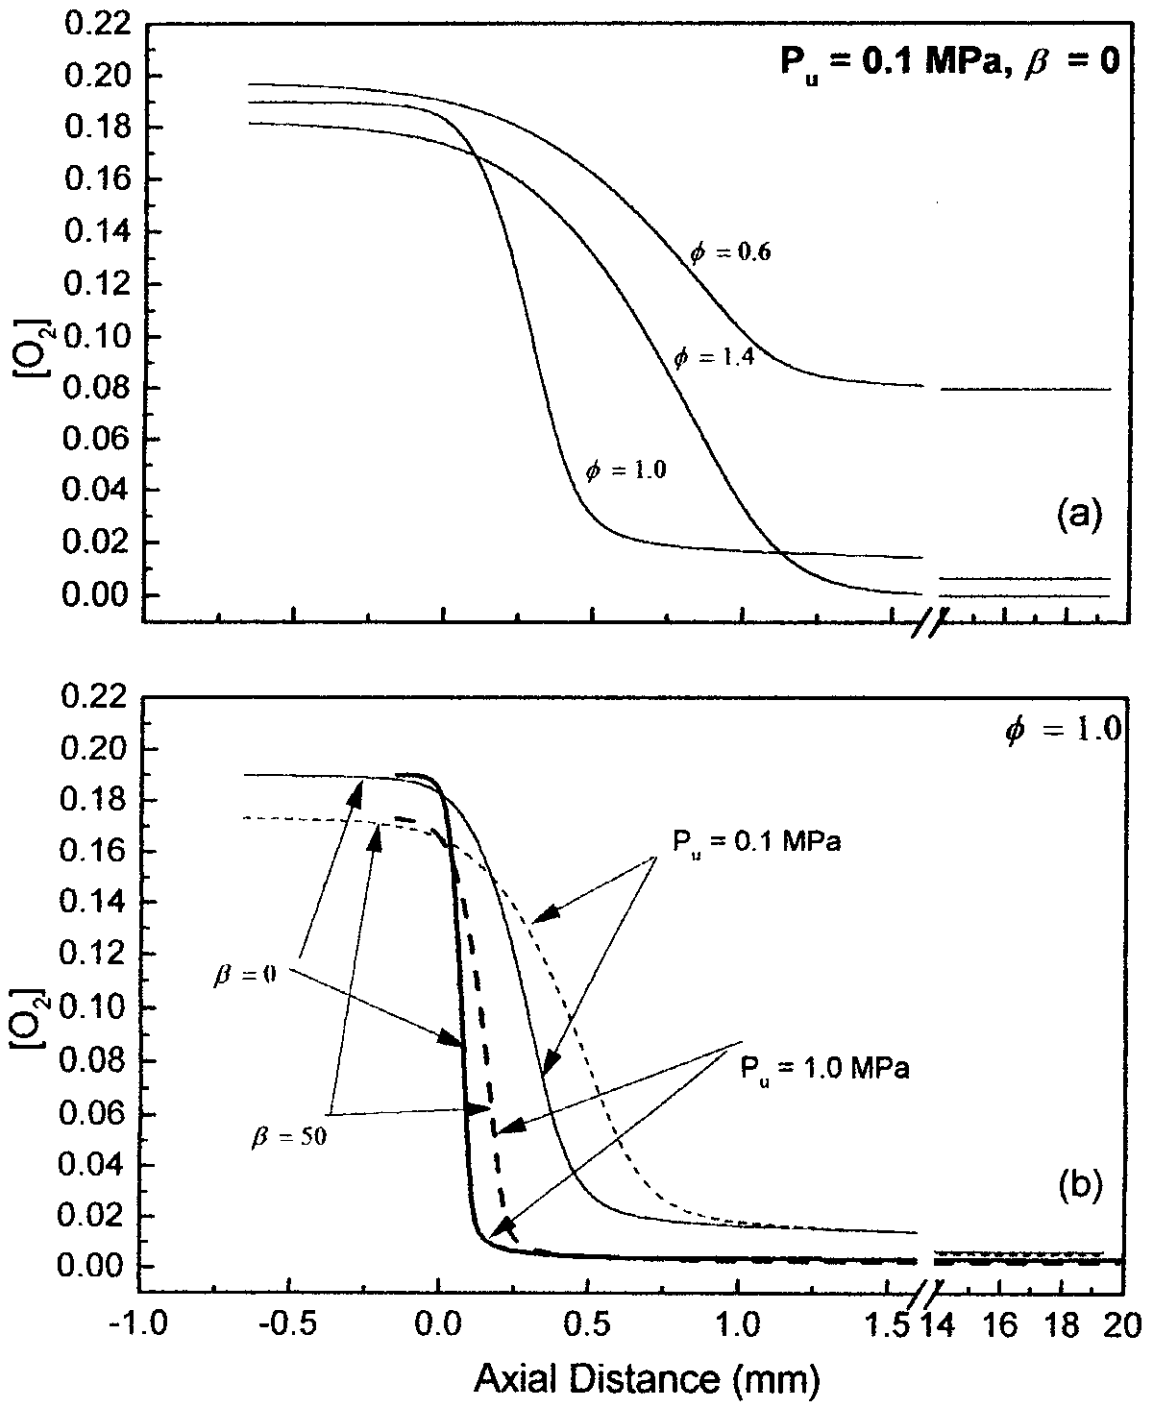 0.22
P_u = 0.1 MPa, β = 0
0.20
0.18
0.16
0.14
ϕ = 0.6
0.12
[O₂]
0.10
ϕ = 1.4
0.08
0.06
ϕ = 1.0
0.04
(a)
0.02
0.00
0.22
ϕ = 1.0
0.20
0.18
0.16
P_u = 0.1 MPa
0.14
0.12
β = 0
[O₂]
0.10
0.08
P_u = 1.0 MPa
0.06
β = 50
0.04
(b)
0.02
0.00
-1.0 -0.5 0.0 0.5 1.0 1.5 14 16 18 20
Axial Distance (mm)